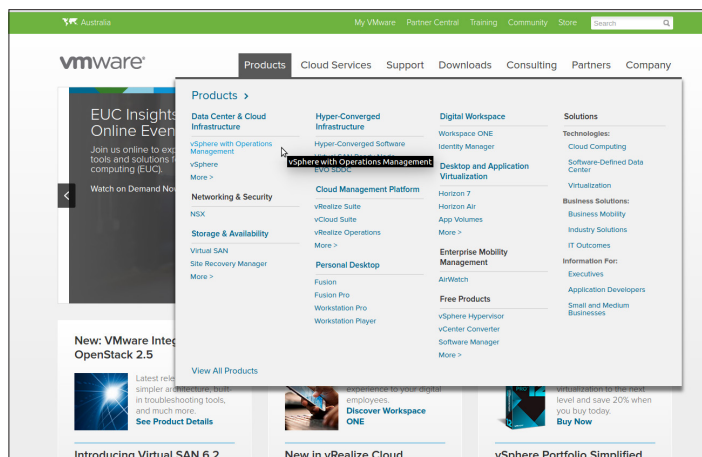 Australia
My VMware Partner Central Training Community Store Search
vmware
Products Cloud Services Support Downloads Consulting Partners Company
EUC Insights
Online Even
Join us online to exp
tools and solutions f
computing (EUC).
Watch on Demand Nov
Products >
Data Center & Cloud
Infrastructure
vSphere with Operations
Management
vSphere
More >
Networking & Security
NSX
Storage & Availability
Virtual SAN
Site Recovery Manager
More >
View All Products
Hyper-Converged
Infrastructure
Hyper-Converged Software
vSphere with Operations Management
EVO SDDC
Cloud Management Platform
vRealize Suite
vCloud Suite
vRealize Operations
More >
Personal Desktop
Fusion
Fusion Pro
Workstation Pro
Workstation Player
Digital Workspace
Workspace ONE
Identity Manager
Desktop and Application
Virtualization
Horizon 7
Horizon Air
App Volumes
More >
Enterprise Mobility
Management
AirWatch
Free Products
vSphere Hypervisor
vCenter Converter
Software Manager
More >
Solutions
Technologies:
Cloud Computing
Software-Defined Data
Center
Virtualization
Business Solutions:
Business Mobility
Industry Solutions
IT Outcomes
Information For:
Executives
Application Developers
Small and Medium
Businesses
New: VMware Integ
OpenStack 2.5
Latest rele
simpler architecture, built-
in troubleshooting tools,
and much more.
See Product Details
experience to your digital
employees.
Discover Workspace
ONE
virtualization to the next
level and save 20% when
you buy today.
Buy Now
Introducing Virtual SAN 6.2
New in vRealize Cloud
vSphere Portfolio Simplified